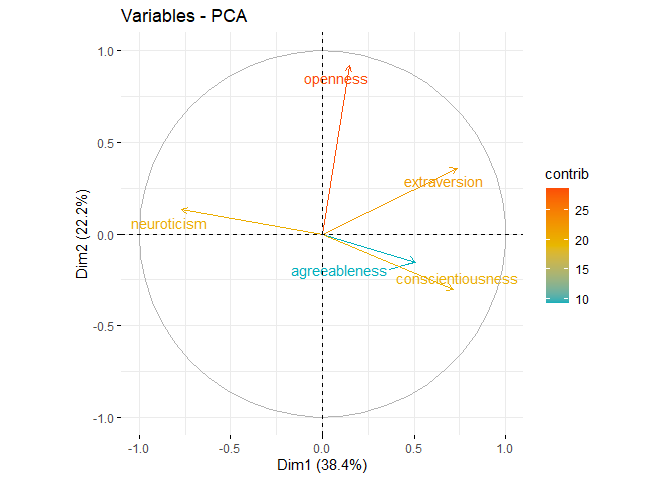 Variables - PCA
1.0
0.5
0.0
-0.5
-1.0
Dim2 (22.2%)
openness
extraversion
neuroticism
agreeableness
conscientiousness
-1.0 -0.5 0.0 0.5 1.0
Dim1 (38.4%)
contrib
25
20
15
10